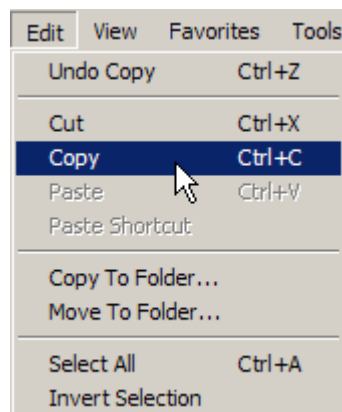 Edit View Favorites Tools
Undo Copy Ctrl+Z
Cut Ctrl+X
Copy Ctrl+C
Paste Ctrl+V
Paste Shortcut
Copy To Folder...
Move To Folder...
Select All Ctrl+A
Invert Selection